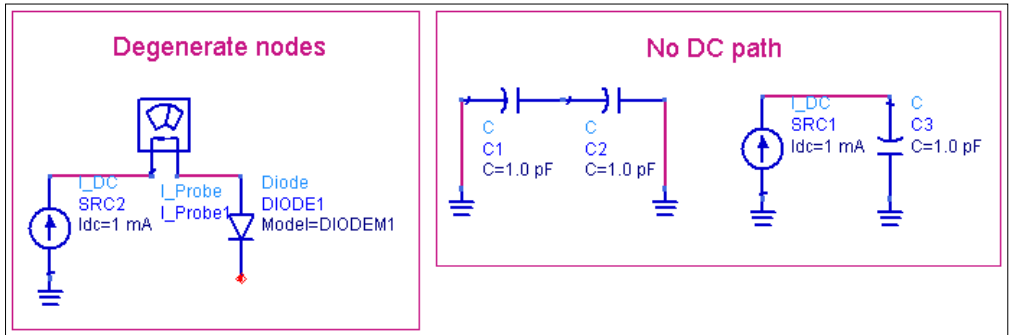 Degenerate nodes
I_DC
SRC2
Idc=1 mA
I_Probe
I_Probe1
Diode
DIODE1
Model=DIODEM1
No DC path
C
C1
C=1.0 pF
C
C2
C=1.0 pF
I_DC
SRC1
Idc=1 mA
C
C3
C=1.0 pF